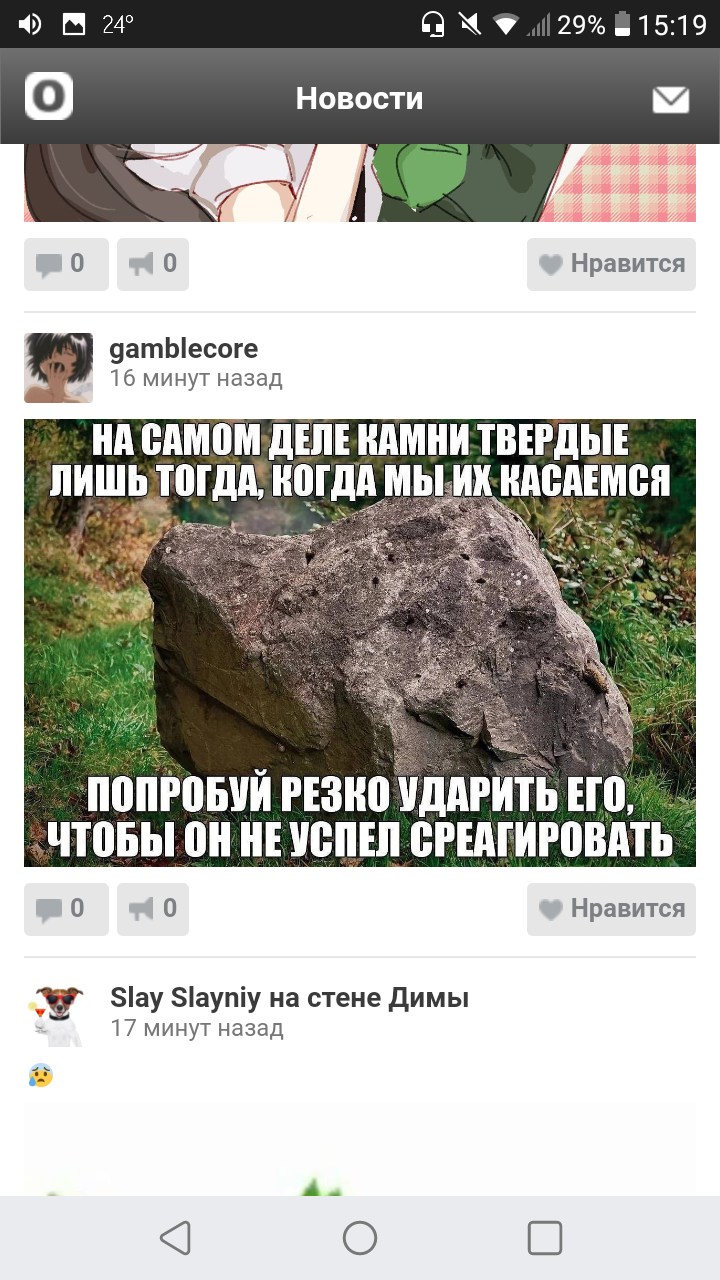 24°
29%
15:19
O
Новости
0
0
Нравится
gamblecore
16 минут назад
НА САМОМ ДЕЛЕ КАМНИ ТВЕРДЫЕ
ЛИШЬ ТОГДА, КОГДА МЫ ИХ КАСАЕМСЯ
ПОПРОБУЙ РЕЗКО УДАРИТЬ ЕГО,
ЧТОБЫ ОН НЕ УСПЕЛ СРЕАГИРОВАТЬ
0
0
Нравится
Slay Slayniy на стене Димы
17 минут назад
😰